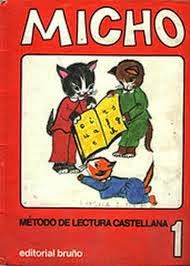 MICHO
MÉTODO DE LECTURA CASTELLANA
1
editorial bruño